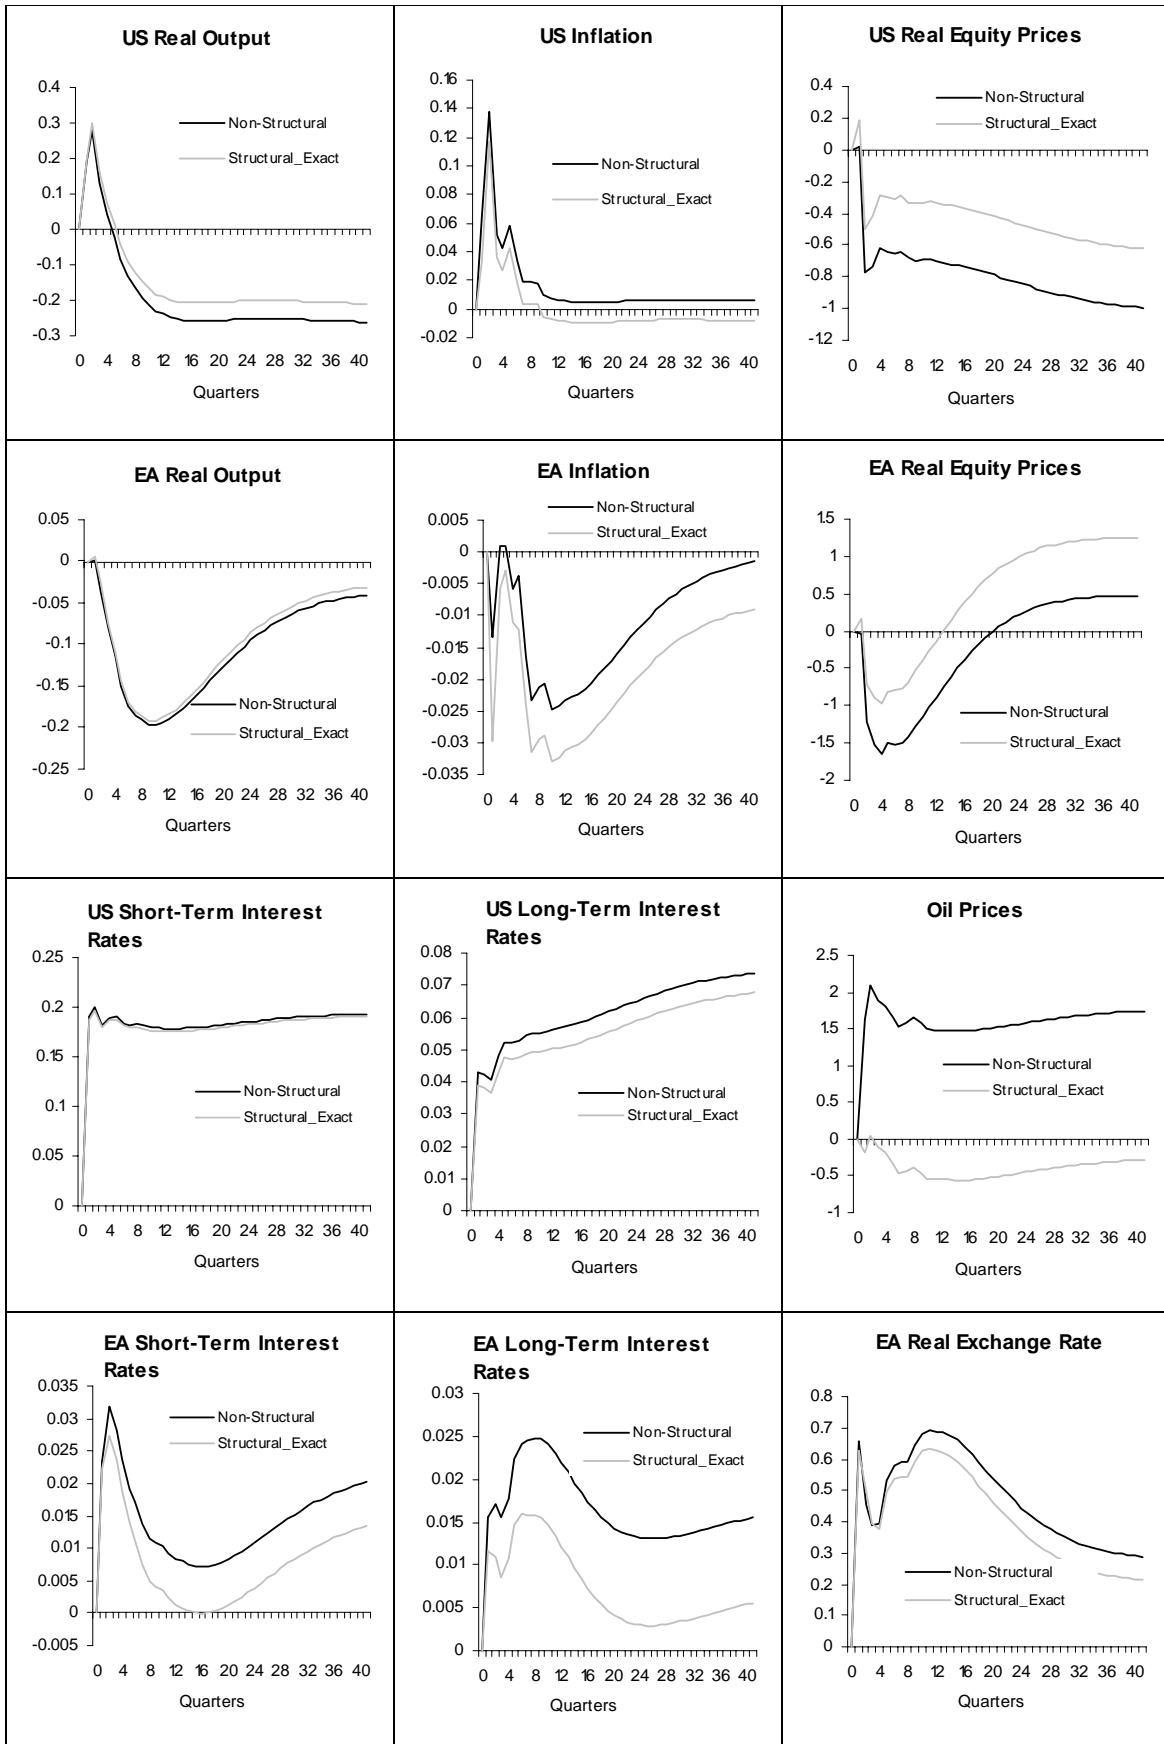 US Real Output
0.4
0.3
0.2
0.1
0
-0.1
-0.2
-0.3
0 4 8 12 16 20 24 28 32 36 40
Quarters
Non-Structural
Structural_Exact
US Inflation
0.16
0.14
0.12
0.1
0.08
0.06
0.04
0.02
0
-0.02
0 4 8 12 16 20 24 28 32 36 40
Quarters
Non-Structural
Structural_Exact
US Real Equity Prices
0.4
0.2
0
-0.2
-0.4
-0.6
-0.8
-1
-1.2
0 4 8 12 16 20 24 28 32 36 40
Quarters
Non-Structural
Structural_Exact
EA Real Output
0.05
0
-0.05
-0.1
-0.15
-0.2
-0.25
0 4 8 12 16 20 24 28 32 36 40
Quarters
Non-Structural
Structural_Exact
EA Inflation
0.005
0
-0.005
-0.01
-0.015
-0.02
-0.025
-0.03
-0.035
0 4 8 12 16 20 24 28 32 36 40
Quarters
Non-Structural
Structural_Exact
EA Real Equity Prices
1.5
1
0.5
0
-0.5
-1
-1.5
-2
0 4 8 12 16 20 24 28 32 36 40
Quarters
Non-Structural
Structural_Exact
US Short-Term Interest
Rates
0.25
0.2
0.15
0.1
0.05
0
0 4 8 12 16 20 24 28 32 36 40
Quarters
Non-Structural
Structural_Exact
US Long-Term Interest
Rates
0.08
0.07
0.06
0.05
0.04
0.03
0.02
0.01
0
0 4 8 12 16 20 24 28 32 36 40
Quarters
Non-Structural
Structural_Exact
Oil Prices
2.5
2
1.5
1
0.5
0
-0.5
-1
0 4 8 12 16 20 24 28 32 36 40
Quarters
Non-Structural
Structural_Exact
EA Short-Term Interest
Rates
0.035
0.03
0.025
0.02
0.015
0.01
0.005
0
-0.005
0 4 8 12 16 20 24 28 32 36 40
Quarters
Non-Structural
Structural_Exact
EA Long-Term Interest
Rates
0.03
0.025
0.02
0.015
0.01
0.005
0
0 4 8 12 16 20 24 28 32 36 40
Quarters
Non-Structural
Structural_Exact
EA Real Exchange Rate
0.8
0.7
0.6
0.5
0.4
0.3
0.2
0.1
0
0 4 8 12 16 20 24 28 32 36 40
Quarters
Non-Structural
Structural_Exact